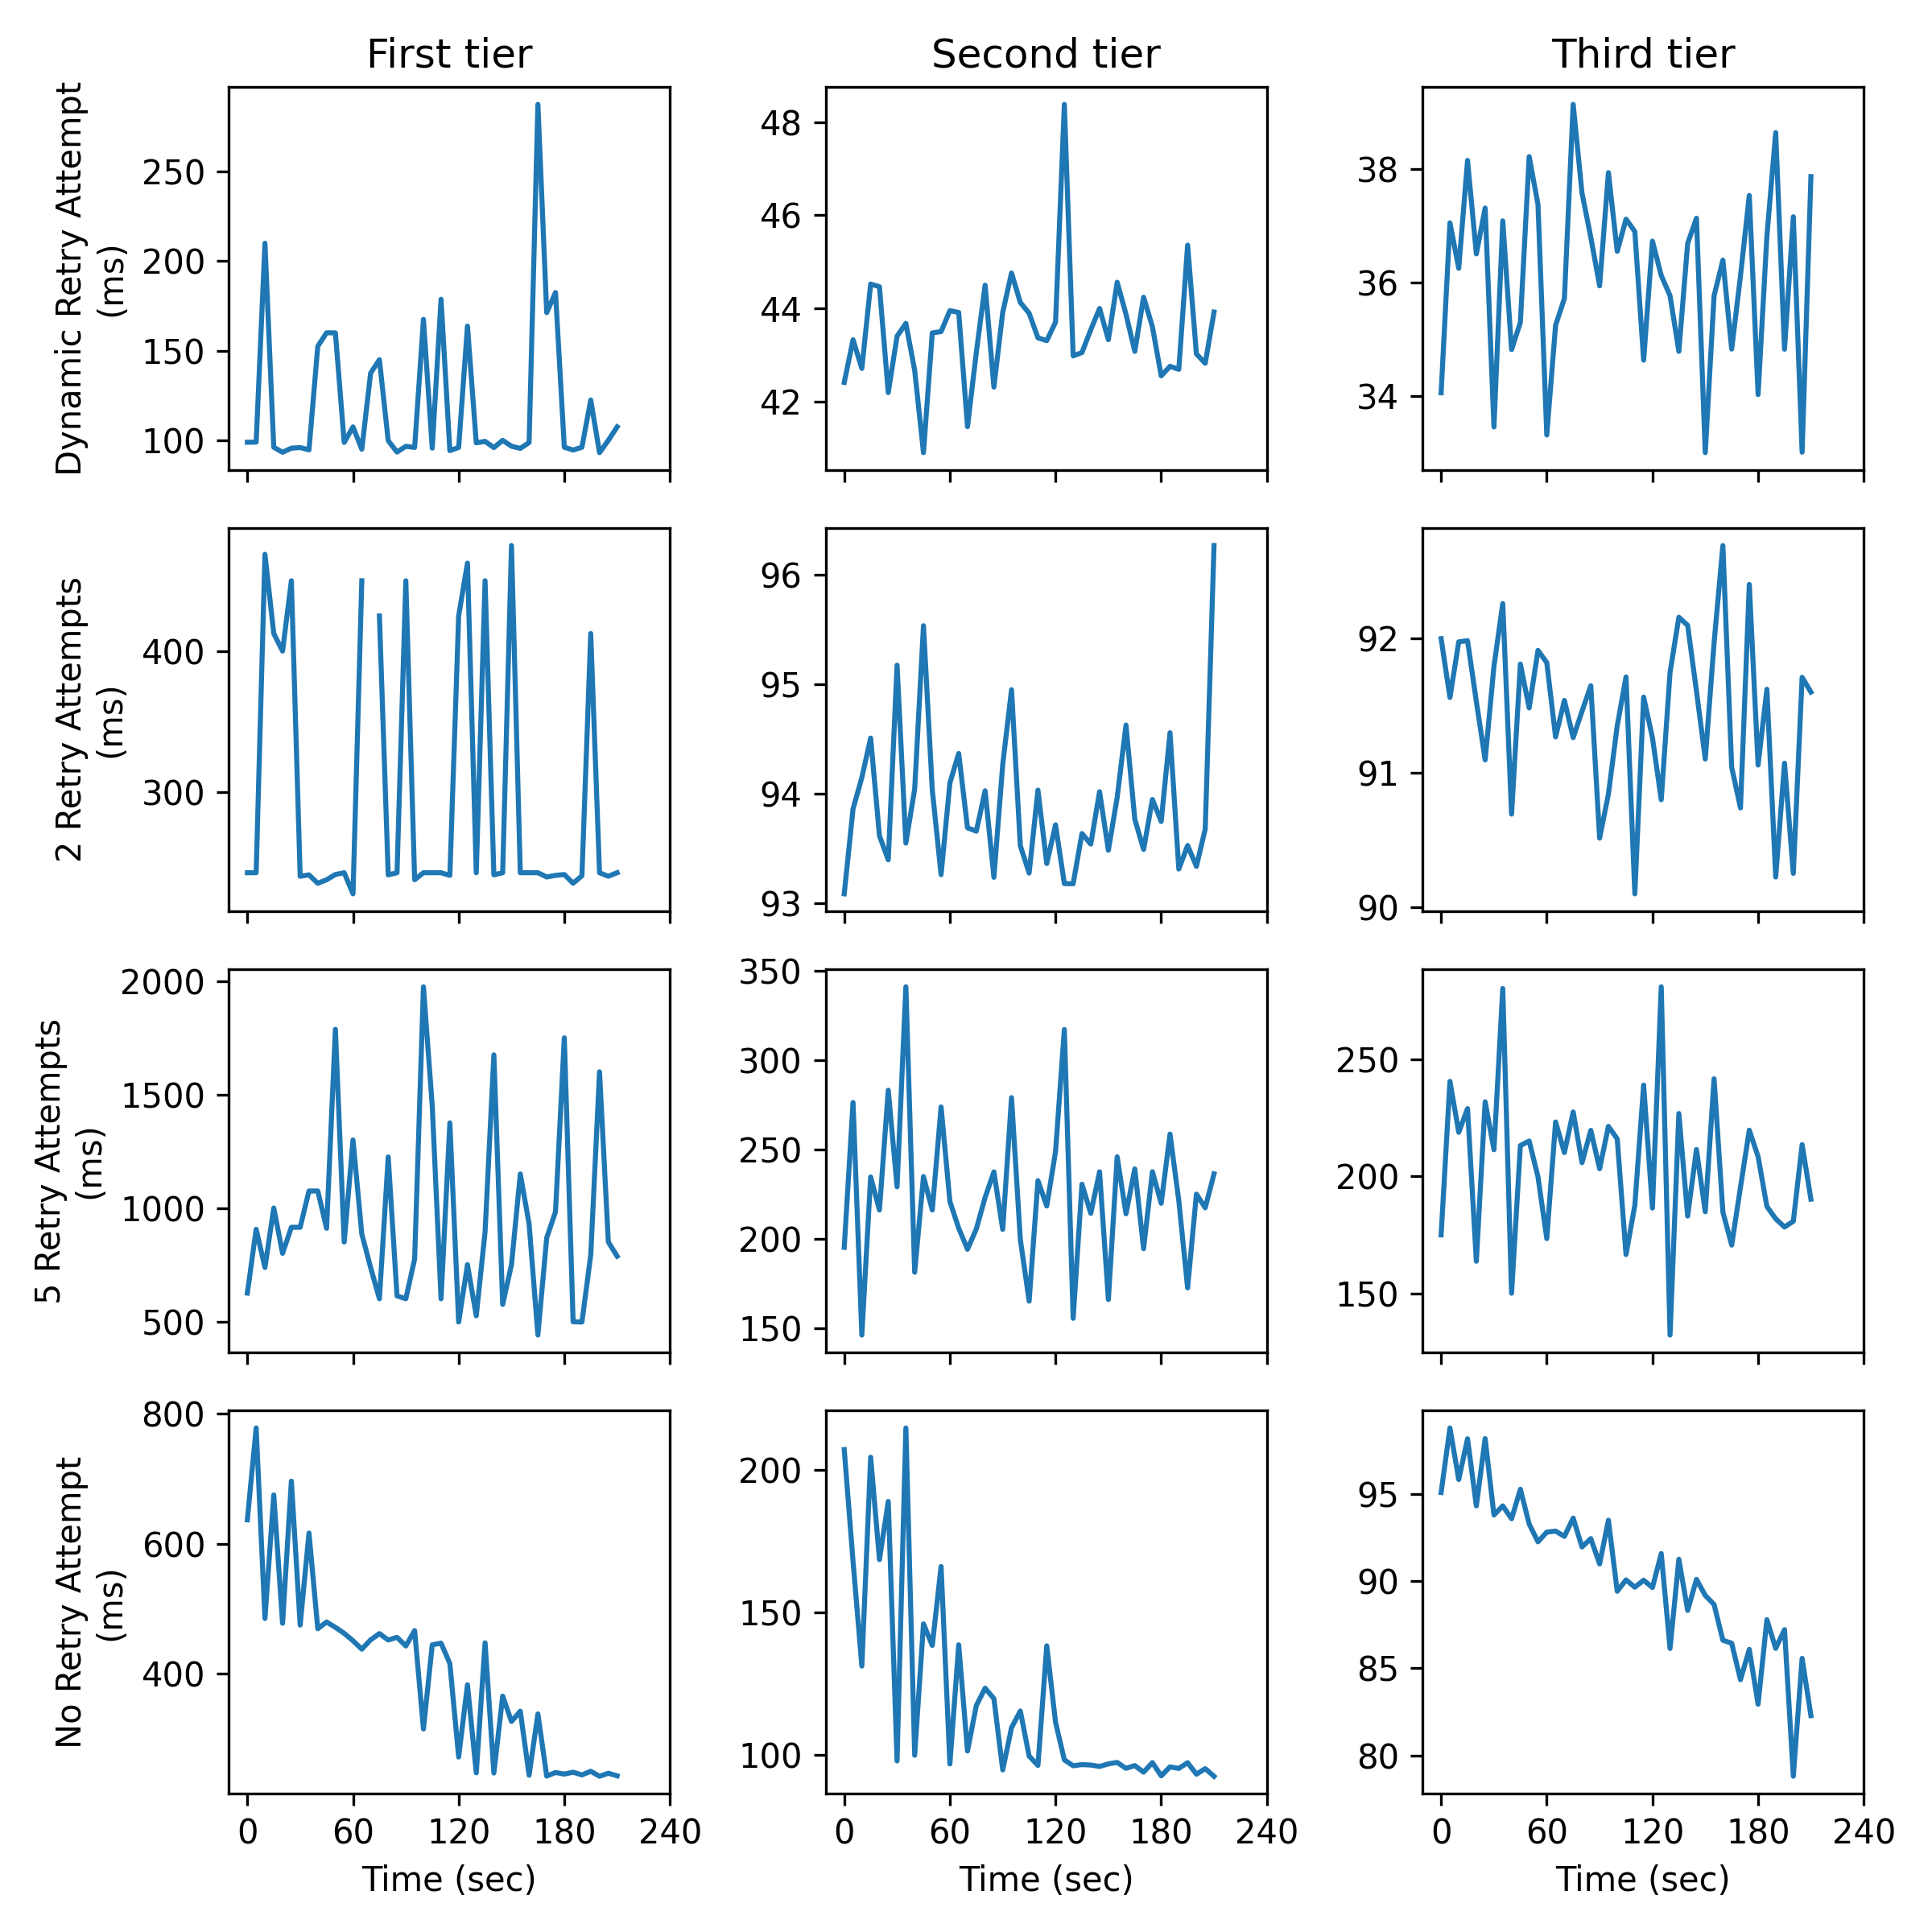 First tier
Second tier
Third tier
Dynamic Retry Attempt
(ms)
250
200
150
100
48
46
44
42
38
36
34
2 Retry Attempts
(ms)
400
300
96
95
94
93
92
91
90
5 Retry Attempts
(ms)
2000
1500
1000
500
350
300
250
200
150
250
200
150
No Retry Attempt
(ms)
800
600
400
200
150
100
95
90
85
80
0 60 120 180 240
0 60 120 180 240
0 60 120 180 240
Time (sec)
Time (sec)
Time (sec)